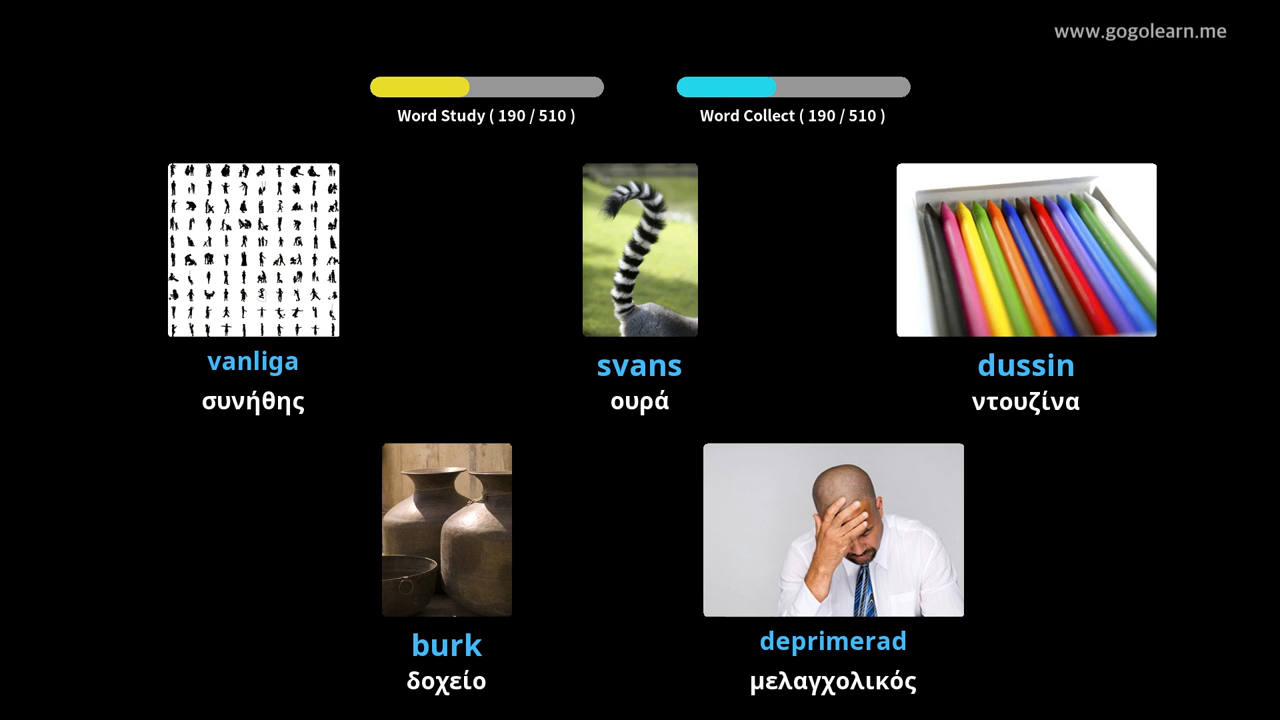 www.gogolearn.me
Word Study ( 190 / 510 )
Word Collect ( 190 / 510 )
vanliga
συνήθης
svans
ουρά
dussin
ντουζίνα
burk
δοχείο
deprimerad
μελαγχολικός